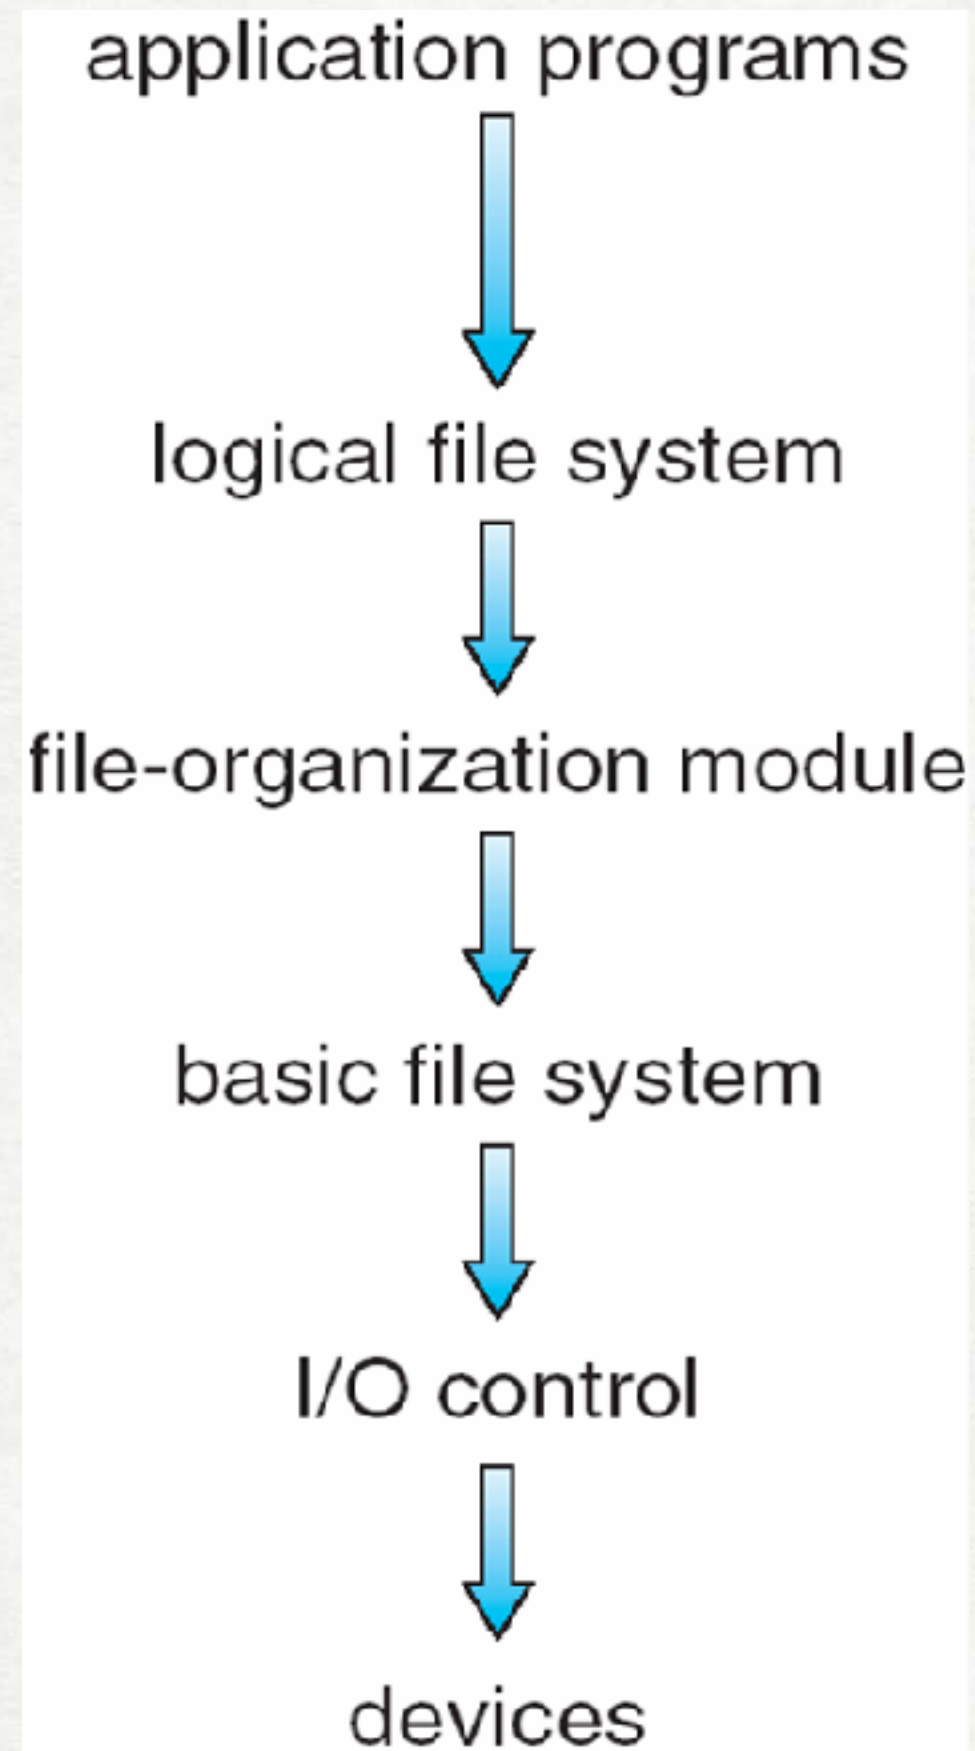 application programs
logical file system
file-organization module
basic file system
I/O control
devices